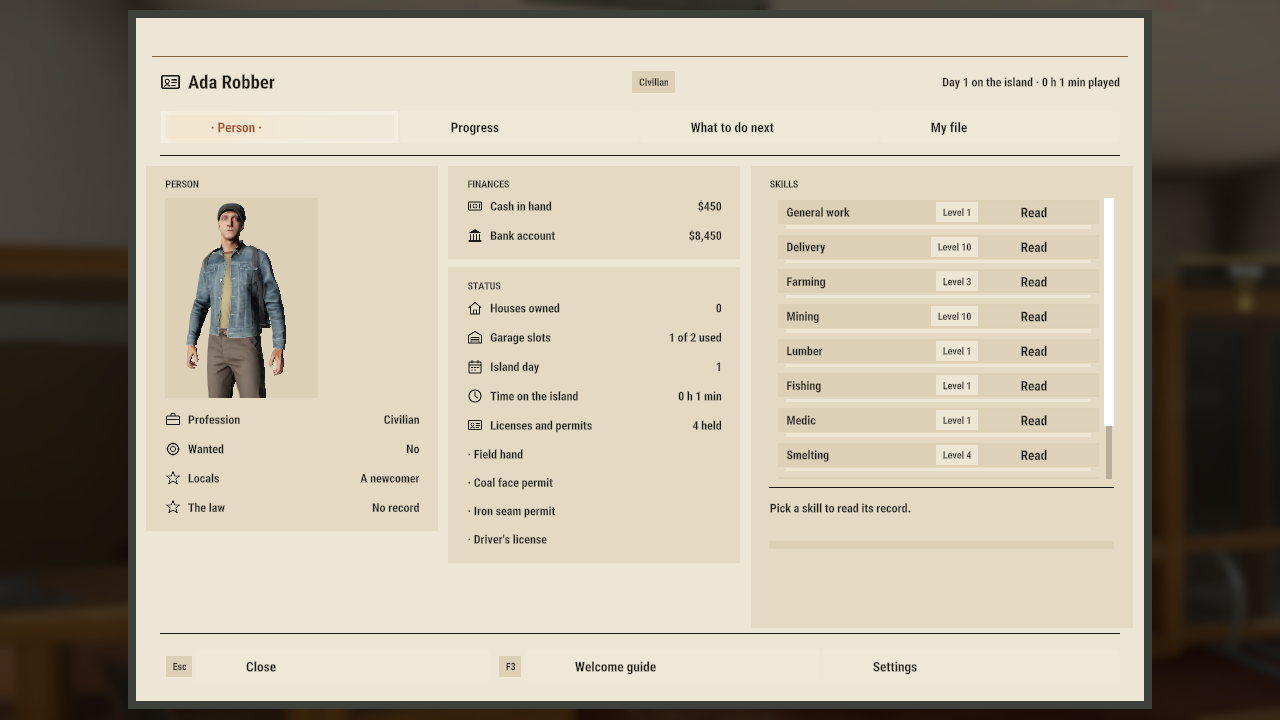 Ada Robber
Civilian
Day 1 on the island · 0 h 1 min played
· Person ·
Progress
What to do next
My file
PERSON
Profession Civilian
Wanted No
Locals A newcomer
The law No record
FINANCES
Cash in hand $450
Bank account $8,450
STATUS
Houses owned 0
Garage slots 1 of 2 used
Island day 1
Time on the island 0 h 1 min
Licenses and permits 4 held
· Field hand
· Coal face permit
· Iron seam permit
· Driver's license
SKILLS
General work Level 1 Read
Delivery Level 10 Read
Farming Level 3 Read
Mining Level 10 Read
Lumber Level 1 Read
Fishing Level 1 Read
Medic Level 1 Read
Smelting Level 4 Read
Pick a skill to read its record.
Esc Close
F3 Welcome guide
Settings